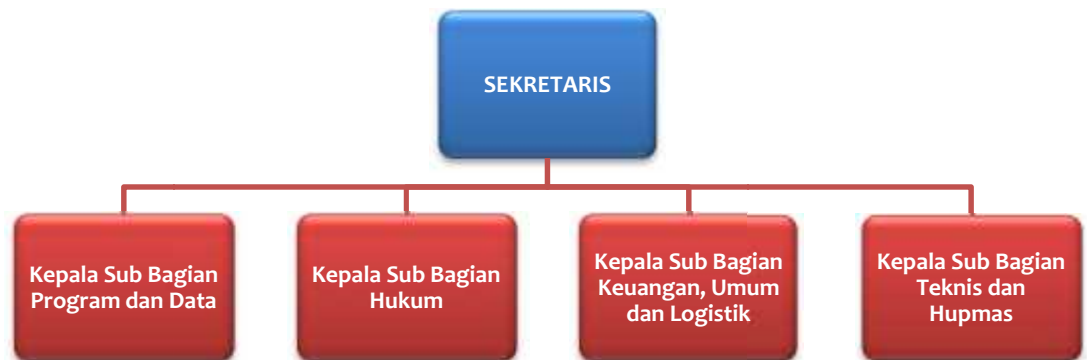 SEKRETARIS
Kepala Sub Bagian
Program dan Data
Kepala Sub Bagian
Hukum
Kepala Sub Bagian
Keuangan, Umum
dan Logistik
Kepala Sub Bagian
Teknis dan
Hupmas